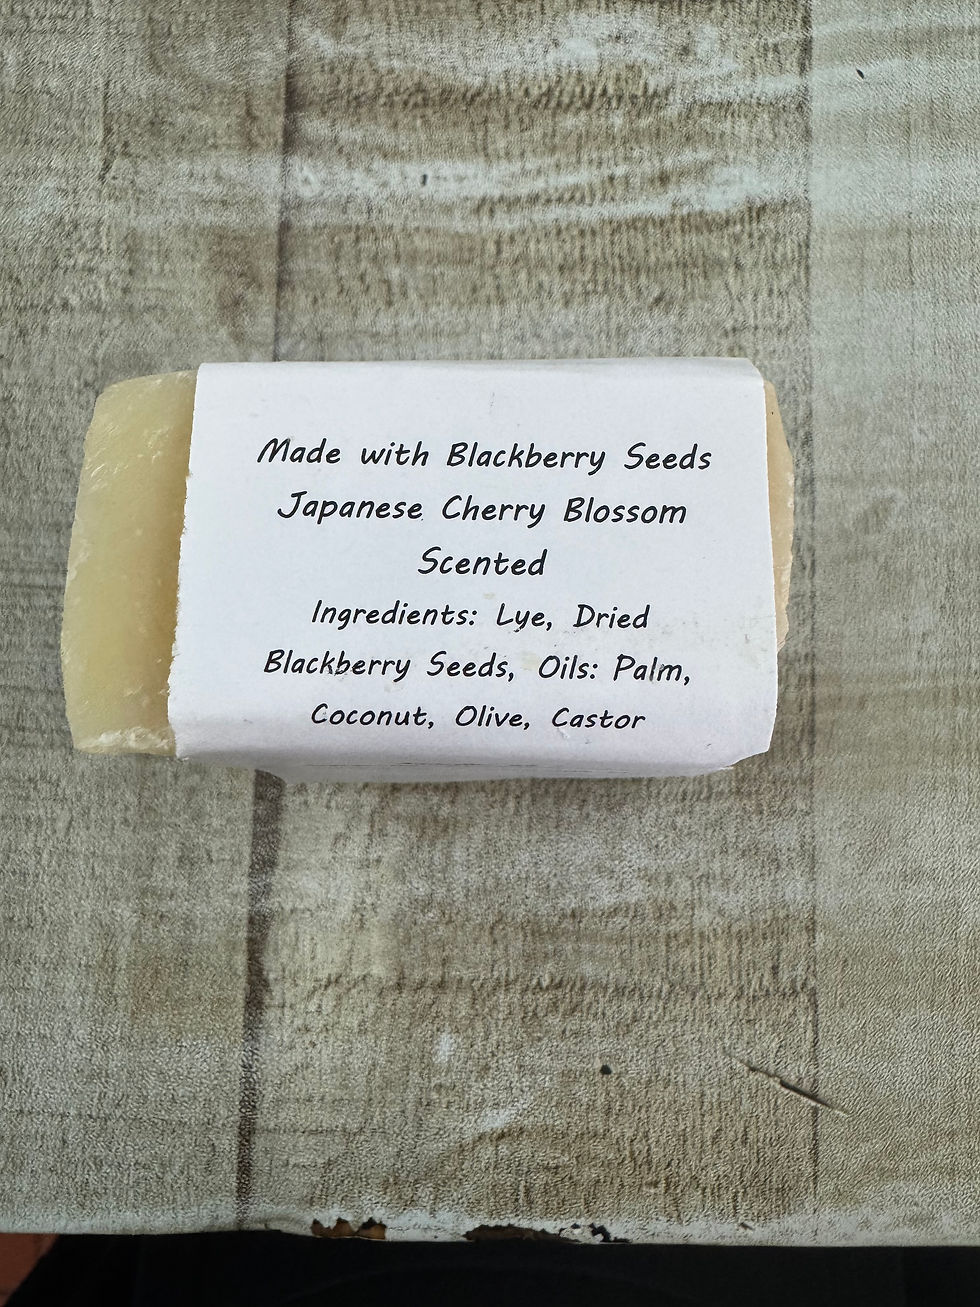 Made with Blackberry Seeds
Japanese Cherry Blossom
Scented
Ingredients: Lye, Dried
Blackberry Seeds, Oils: Palm,
Coconut, Olive, Castor